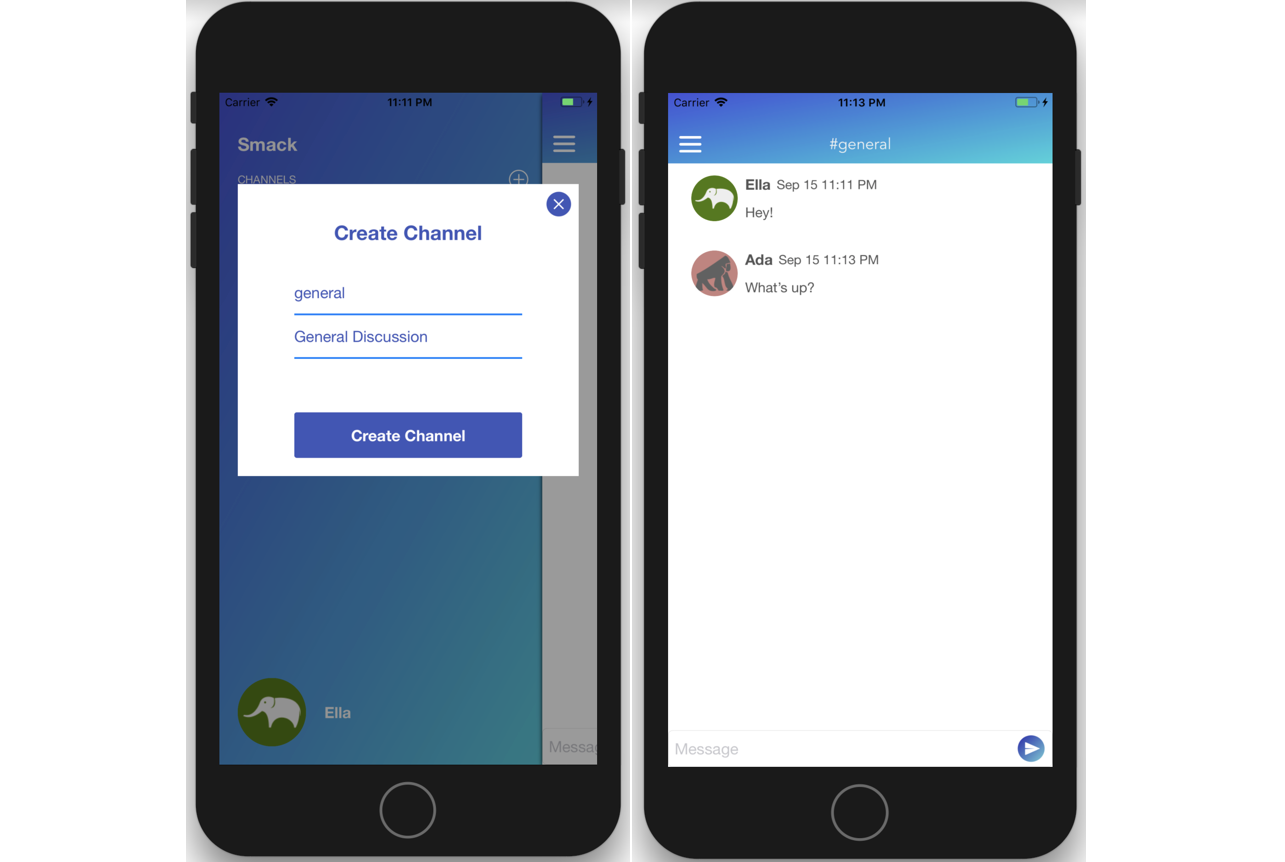 Carrier 11:11 PM
Smack
CHANNELS
Create Channel
general
General Discussion
Create Channel
Ella
Messa
Carrier 11:13 PM
#general
Ella Sep 15 11:11 PM
Hey!
Ada Sep 15 11:13 PM
What's up?
Message